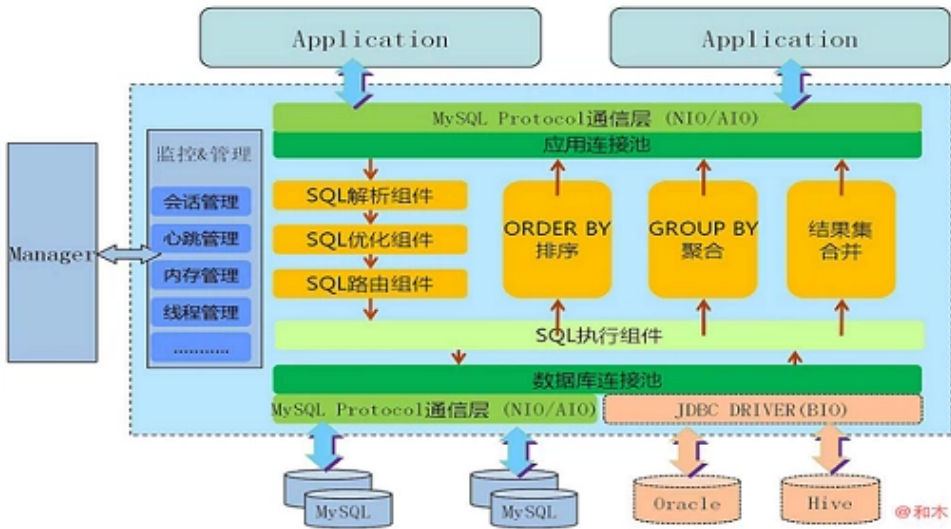 Application
Application
MySQL Protocol通信层 (NIO/AIO)
应用连接池
监控&管理
会话管理
心跳管理
内存管理
线程管理
...........
Manager
SQL解析组件
SQL优化组件
SQL路由组件
ORDER BY
排序
GROUP BY
聚合
结果集
合并
SQL执行组件
数据库连接池
MySQL Protocol通信层 (NIO/AIO)
JDBC DRIVER(BIO)
MySQL
MySQL
Oracle
Hive
@和木